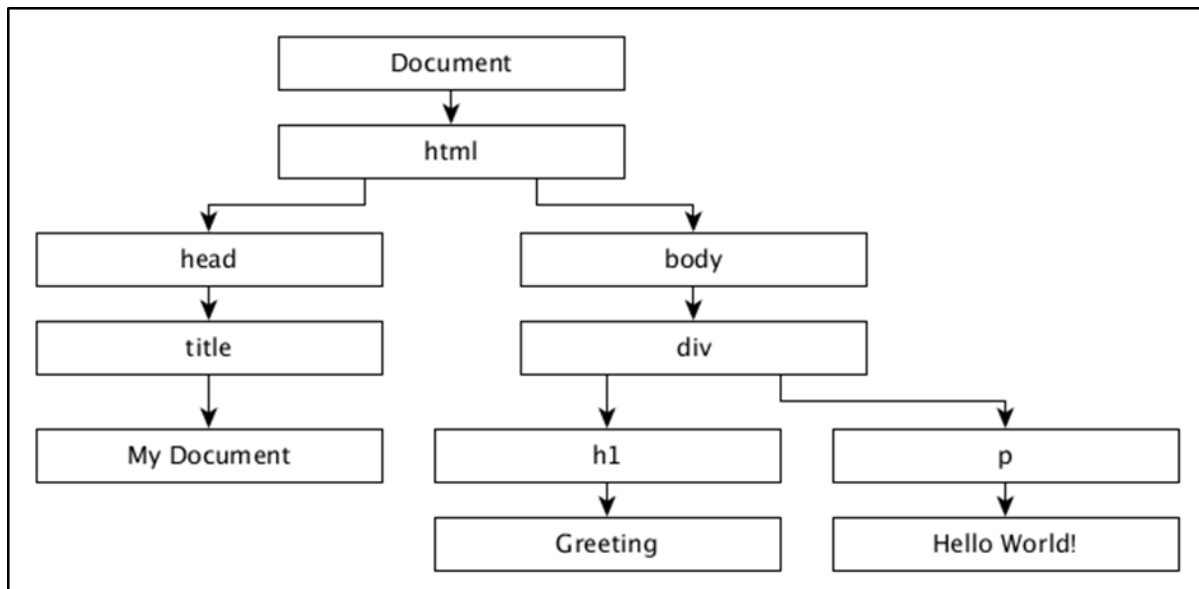 Document
html
head
body
title
div
My Document
h1
p
Greeting
Hello World!